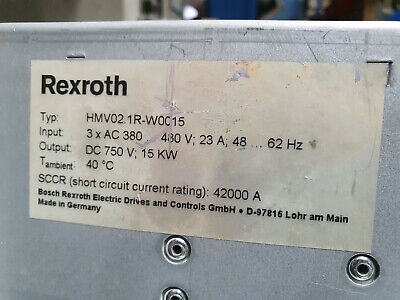 Rexroth
Typ: HMV02.1R-W0015
Input: 3 x AC 380 ... 480 V; 23 A; 48 ... 62 Hz
Output: DC 750 V; 15 KW
Tambient: 40 °C
SCCR (short circuit current rating): 42000 A
Bosch Rexroth Electric Drives and Controls GmbH ● D-97816 Lohr am Main
Made in Germany